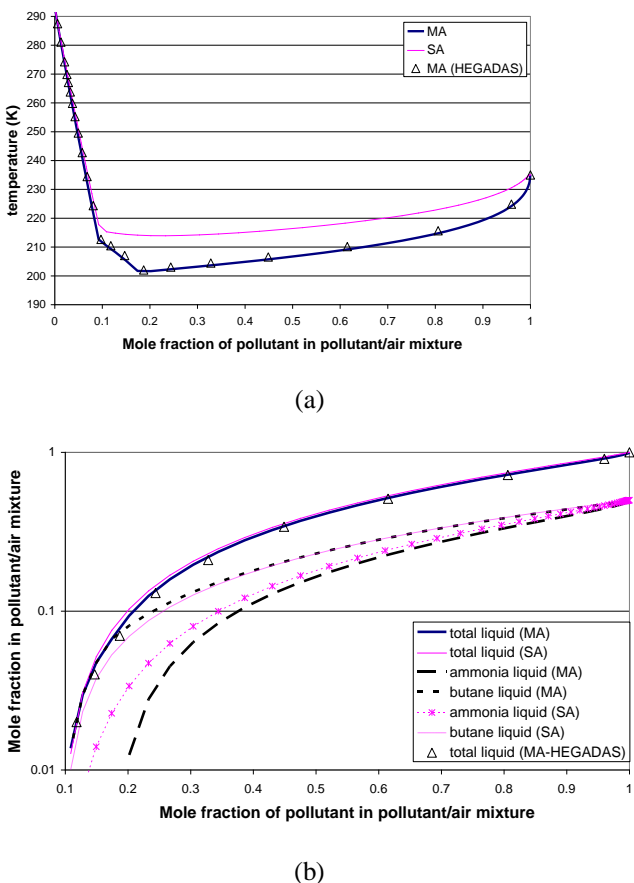 290
280
270
260
250
240
230
220
210
200
190
temperature (K)
MA
SA
MA (HEGADAS)
0 0.1 0.2 0.3 0.4 0.5 0.6 0.7 0.8 0.9 1
Mole fraction of pollutant in pollutant/air mixture
(a)
1
0.1
0.01
Mole fraction in pollutant/air mixture
total liquid (MA)
total liquid (SA)
ammonia liquid (MA)
butane liquid (MA)
ammonia liquid (SA)
butane liquid (SA)
total liquid (MA-HEGADAS)
0.1 0.2 0.3 0.4 0.5 0.6 0.7 0.8 0.9 1
Mole fraction of pollutant in pollutant/air mixture
(b)